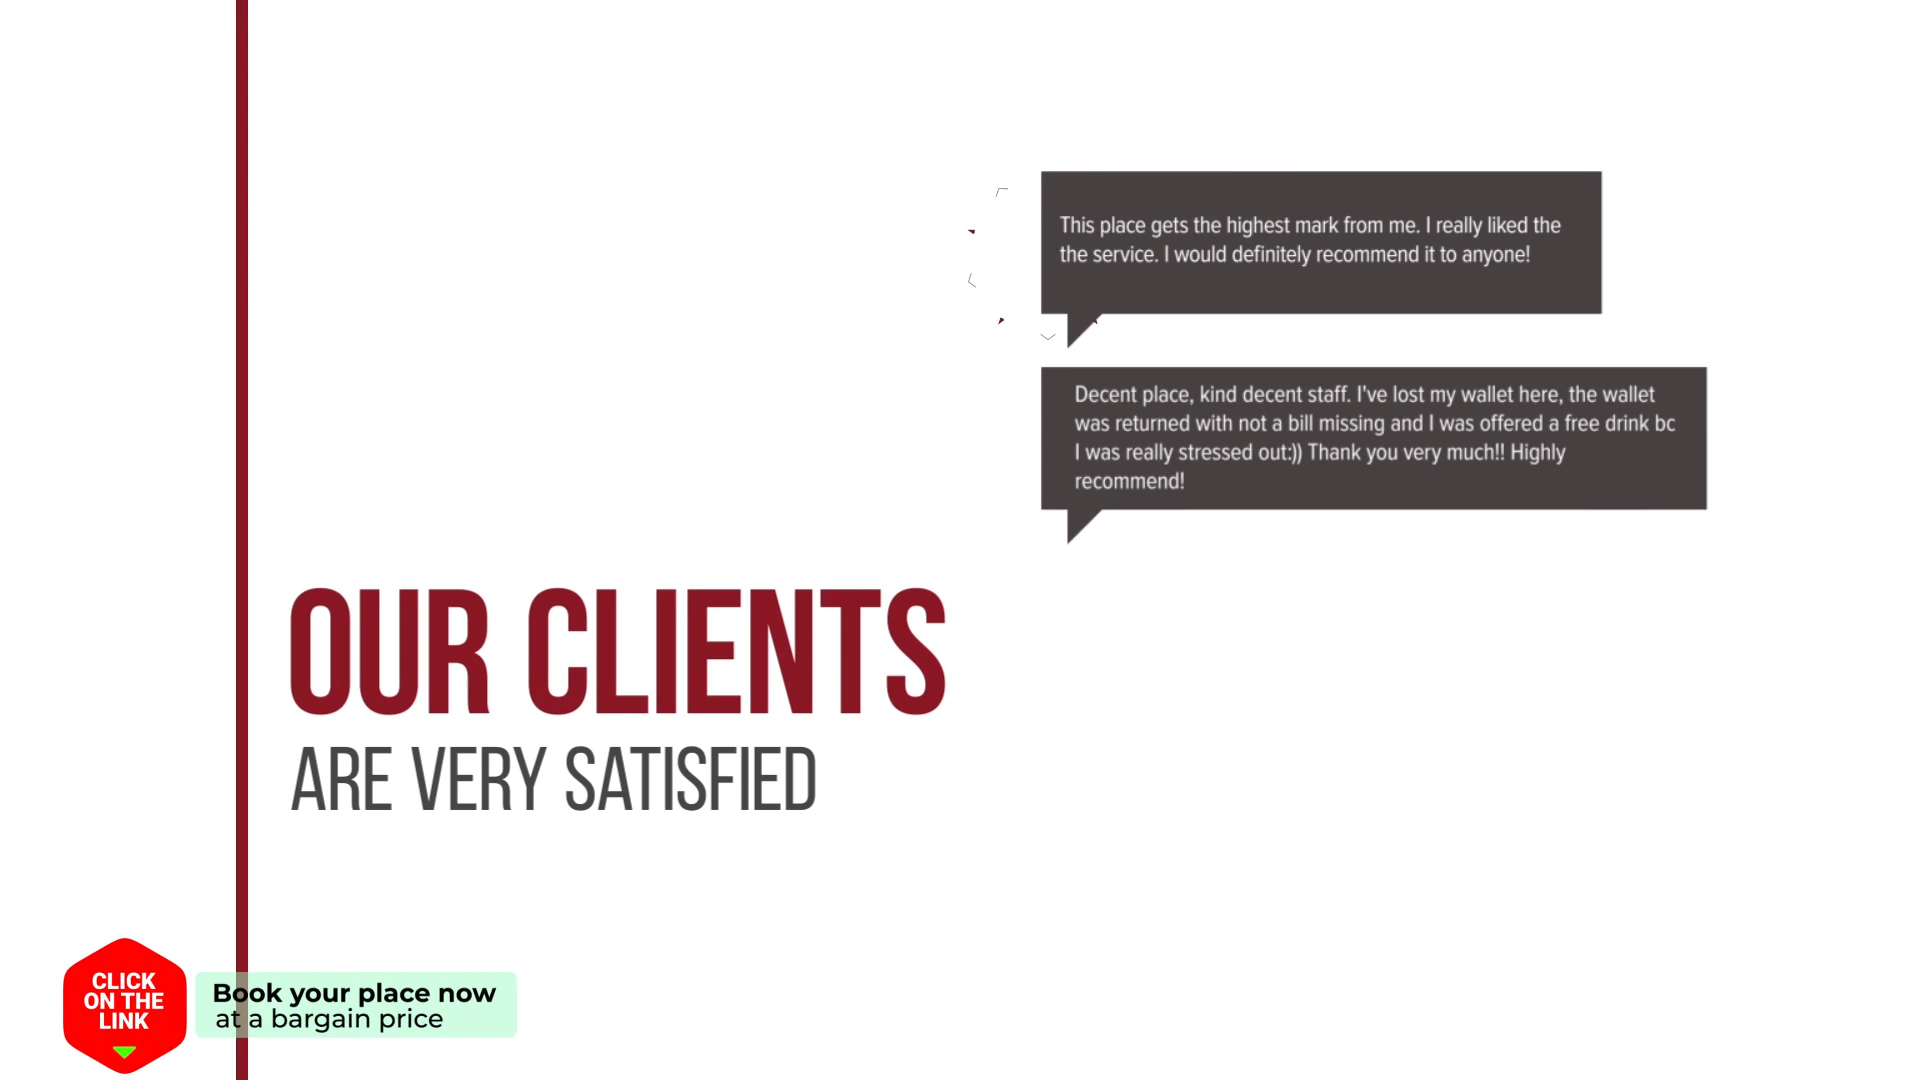 This place gets the highest mark from me. I really liked the
the service. I would definitely recommend it to anyone!
Decent place, kind decent staff. I've lost my wallet here, the wallet
was returned with not a bill missing and I was offered a free drink bc
I was really stressed out:)) Thank you very much!! Highly
recommend!
OUR CLIENTS
ARE VERY SATISFIED
CLICK
ON THE
LINK
Book your place now
at a bargain price